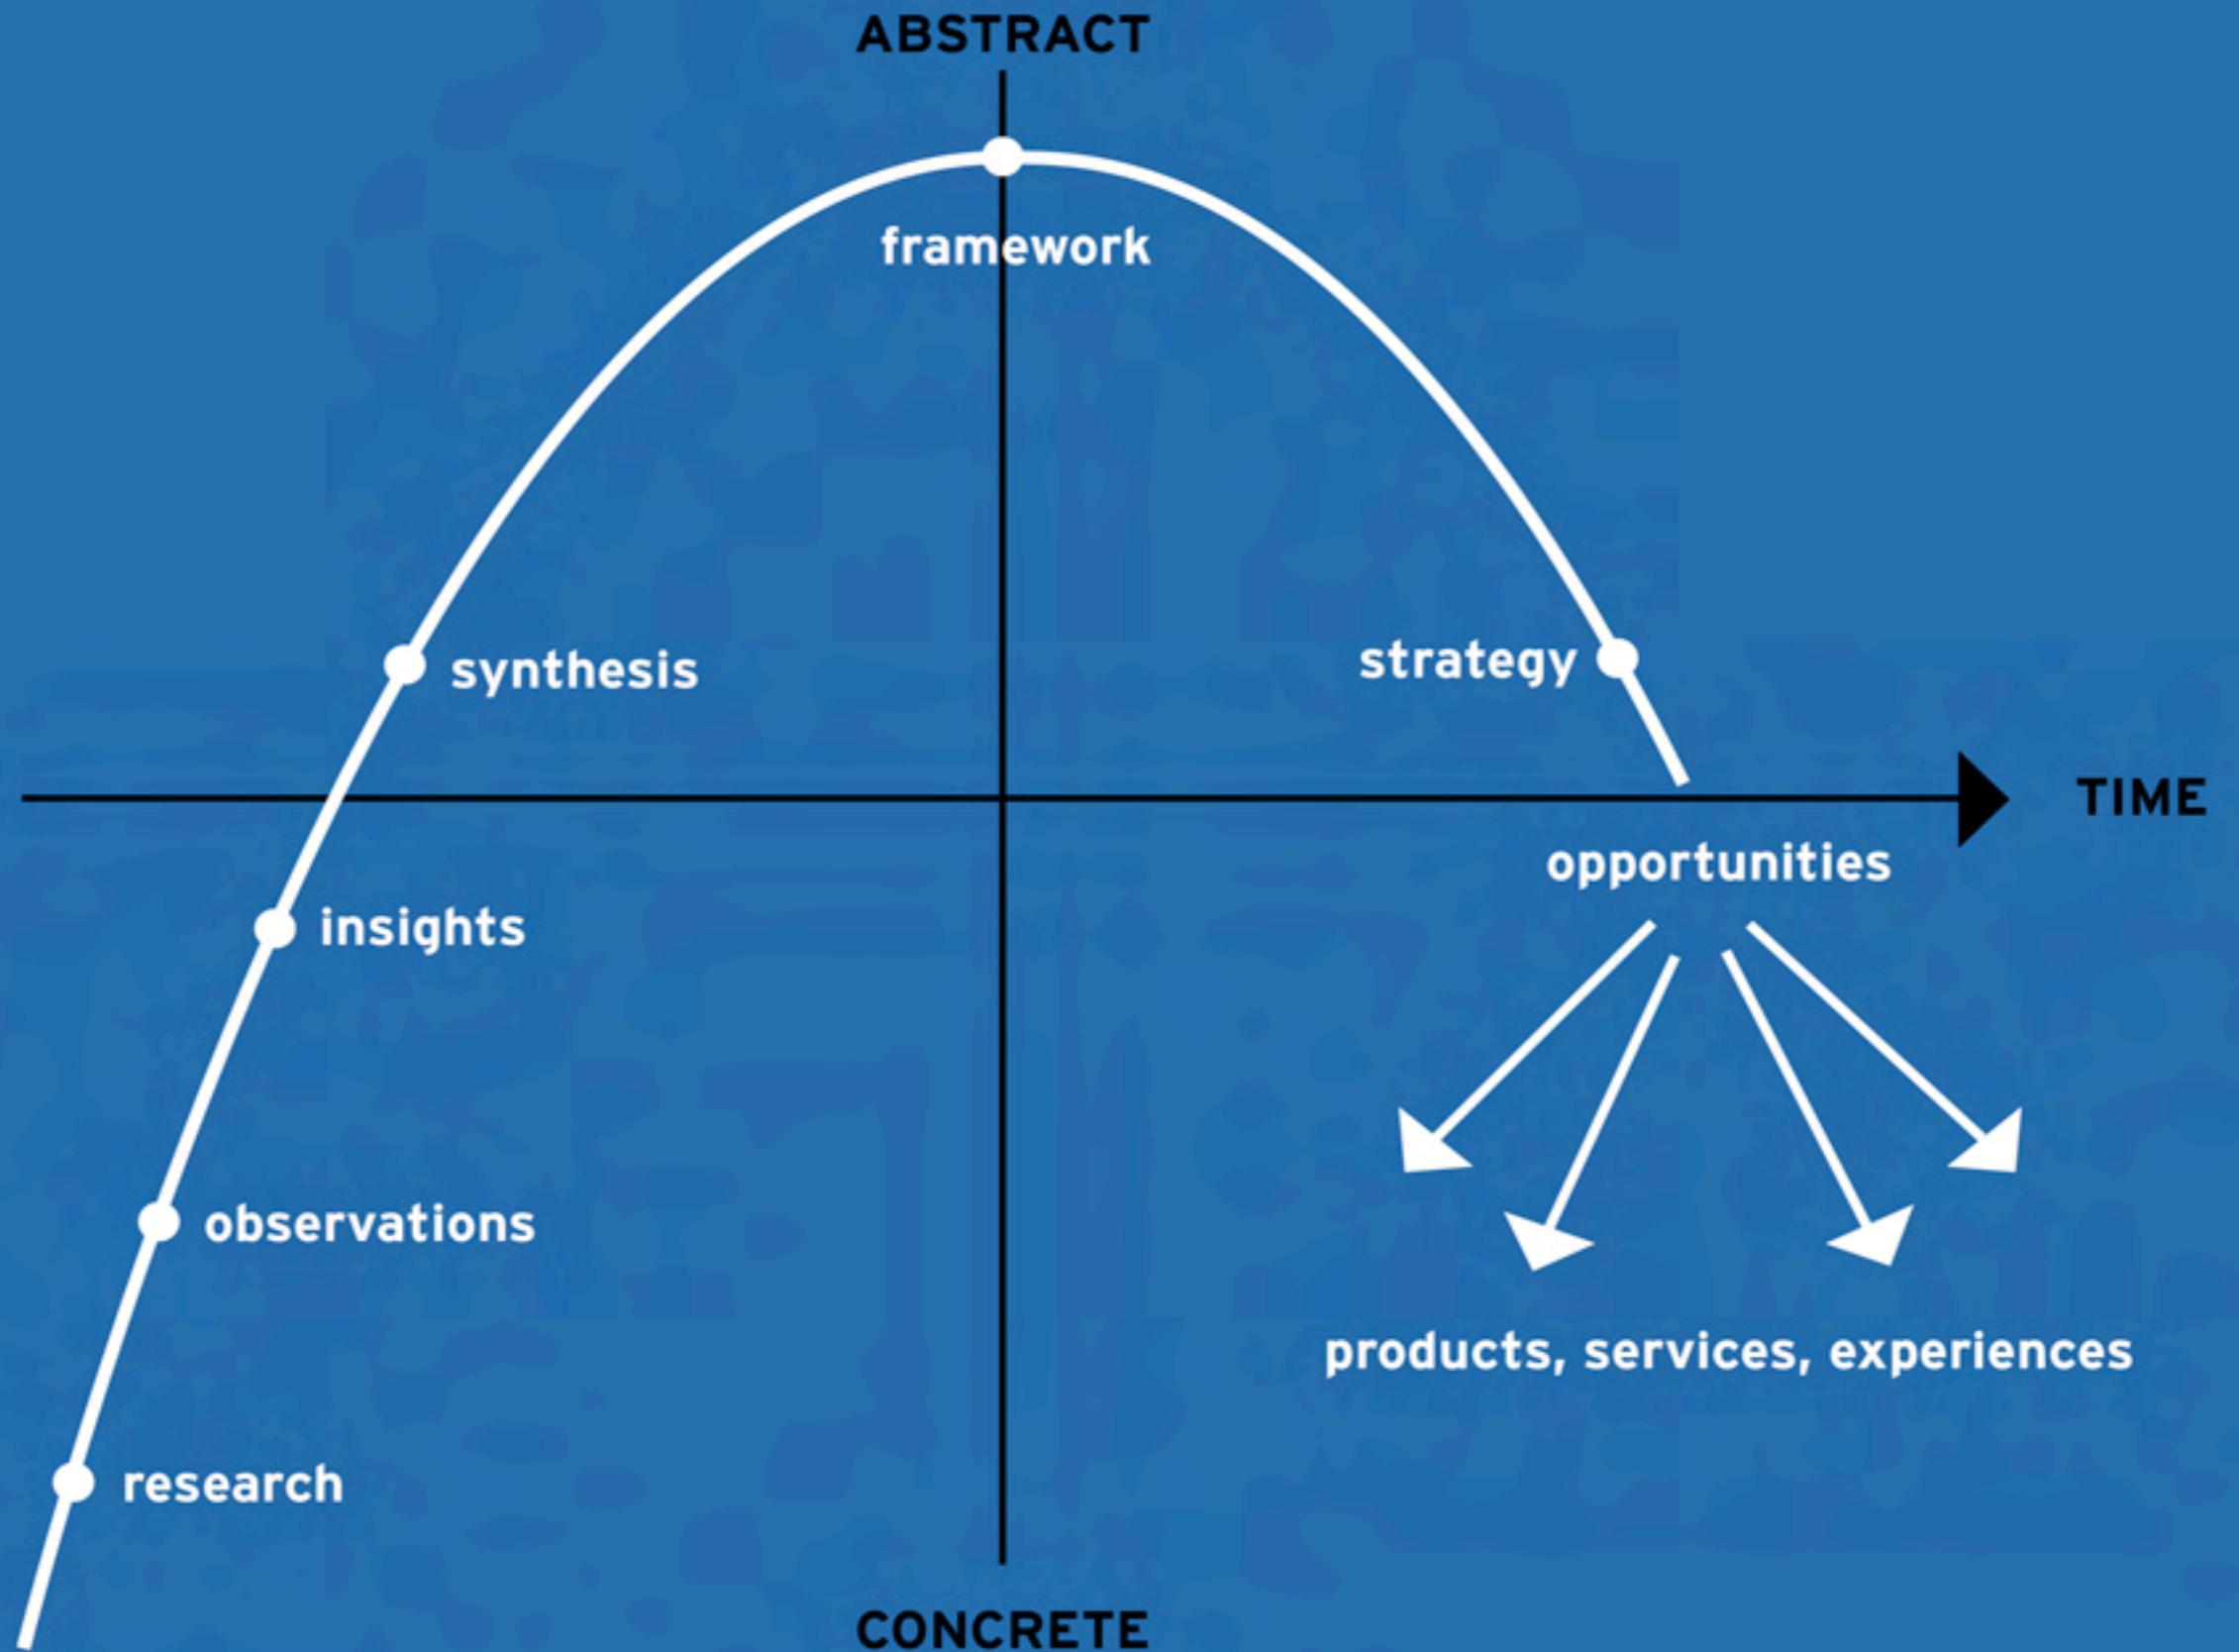 ABSTRACT
framework
synthesis
strategy
TIME
opportunities
insights
observations
products, services, experiences
research
CONCRETE